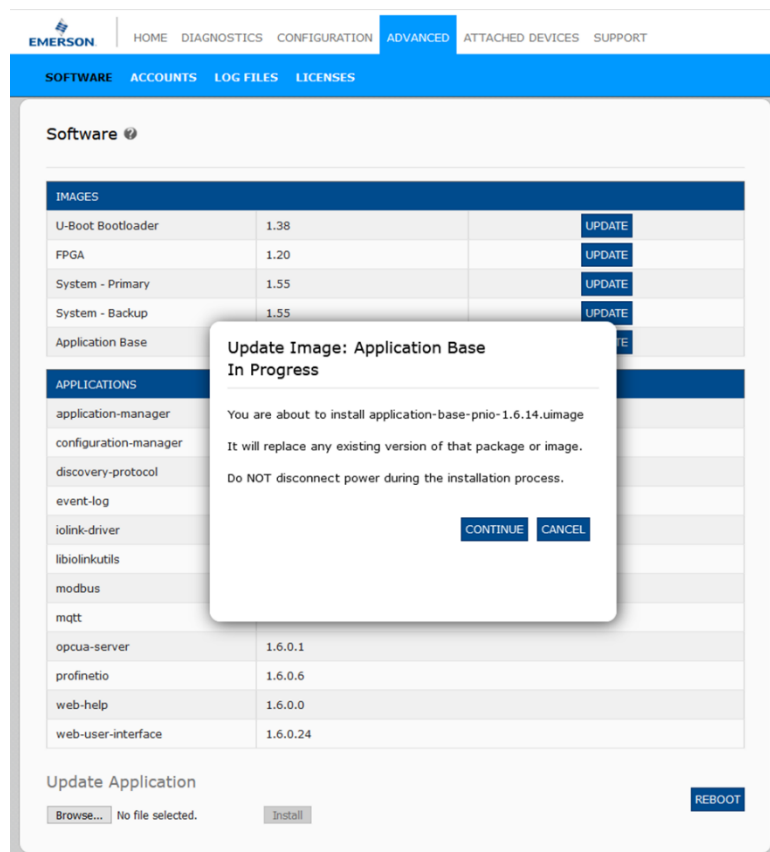 EMERSON HOME DIAGNOSTICS CONFIGURATION ADVANCED ATTACHED DEVICES SUPPORT
SOFTWARE ACCOUNTS LOG FILES LICENSES
Software
IMAGES
U-Boot Bootloader 1.38 UPDATE
FPGA 1.20 UPDATE
System - Primary 1.55 UPDATE
System - Backup 1.55 UPDATE
Application Base
Update Image: Application Base
In Progress
You are about to install application-base-pnio-1.6.14.uimage
It will replace any existing version of that package or image.
Do NOT disconnect power during the installation process.
CONTINUE CANCEL
APPLICATIONS
application-manager
configuration-manager
discovery-protocol
event-log
iolink-driver
libiolinkutils
modbus
mqtt
opcua-server 1.6.0.1
profinetio 1.6.0.6
web-help 1.6.0.0
web-user-interface 1.6.0.24
Update Application
REBOOT
Browse... No file selected. Install